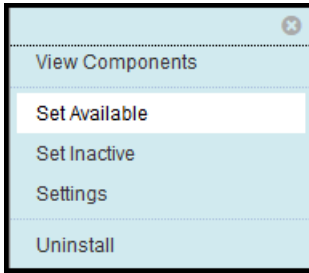 View Components
Set Available
Set Inactive
Settings
Uninstall